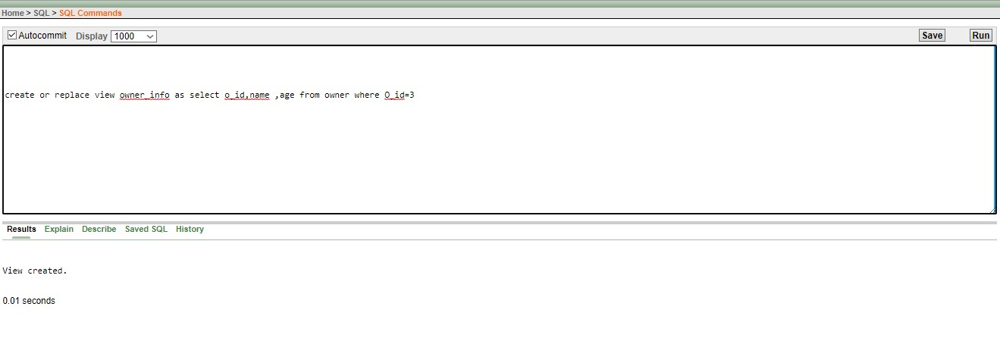 Home > SQL > SQL Commands
Autocommit Display 1000 Save Run
create or replace view owner_info as select o_id,name ,age from owner where O_id=3
Results Explain Describe Saved SQL History
View created.
0.01 seconds